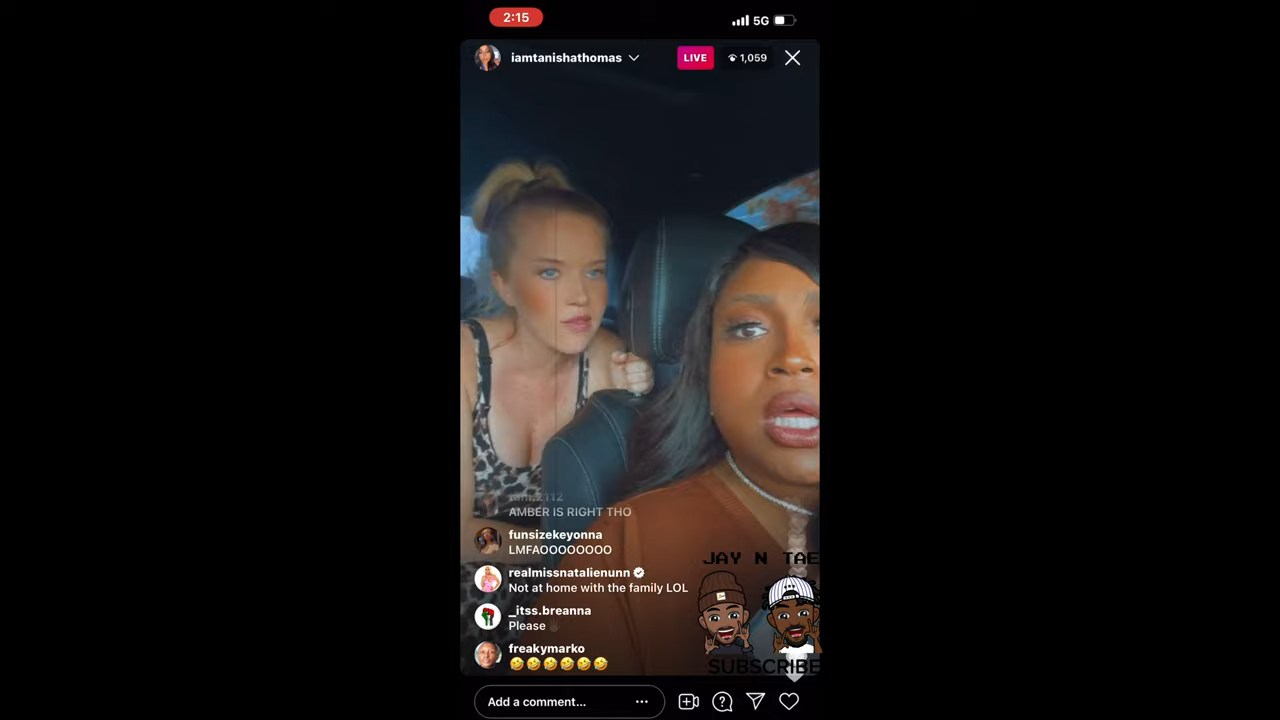 2:15
5G
iamtanishathomas
LIVE
1,059
AMBER IS RIGHT THO
funsizekeyonna
LMFAOOOOOOOO
realmissnatalienunn
Not at home with the family LOL
_itss.breanna
Please
freakymarko
JAY N TAE
SUBSCRIBE
Add a comment...